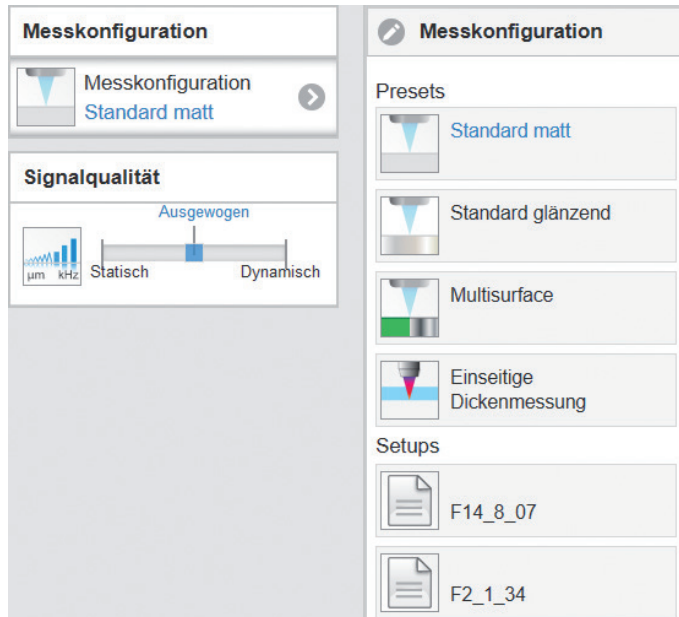 Messkonfiguration
Messkonfiguration
Standard matt
Signalqualität
Ausgewogen
µm kHz
Statisch Dynamisch
Messkonfiguration
Presets
Standard matt
Standard glänzend
Multisurface
Einseitige
Dickenmessung
Setups
F14_8_07
F2_1_34